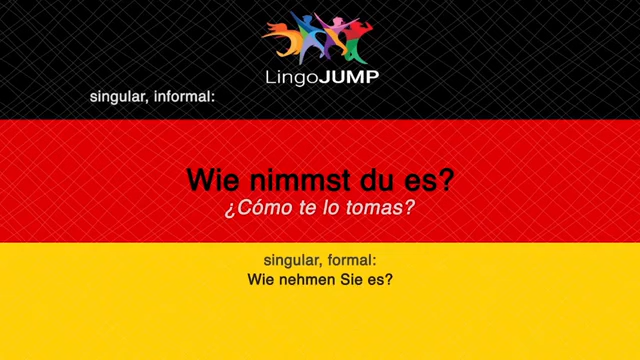 LingoJUMP
singular, informal:
Wie nimmst du es?
¿Cómo te lo tomas?
singular, formal:
Wie nehmen Sie es?